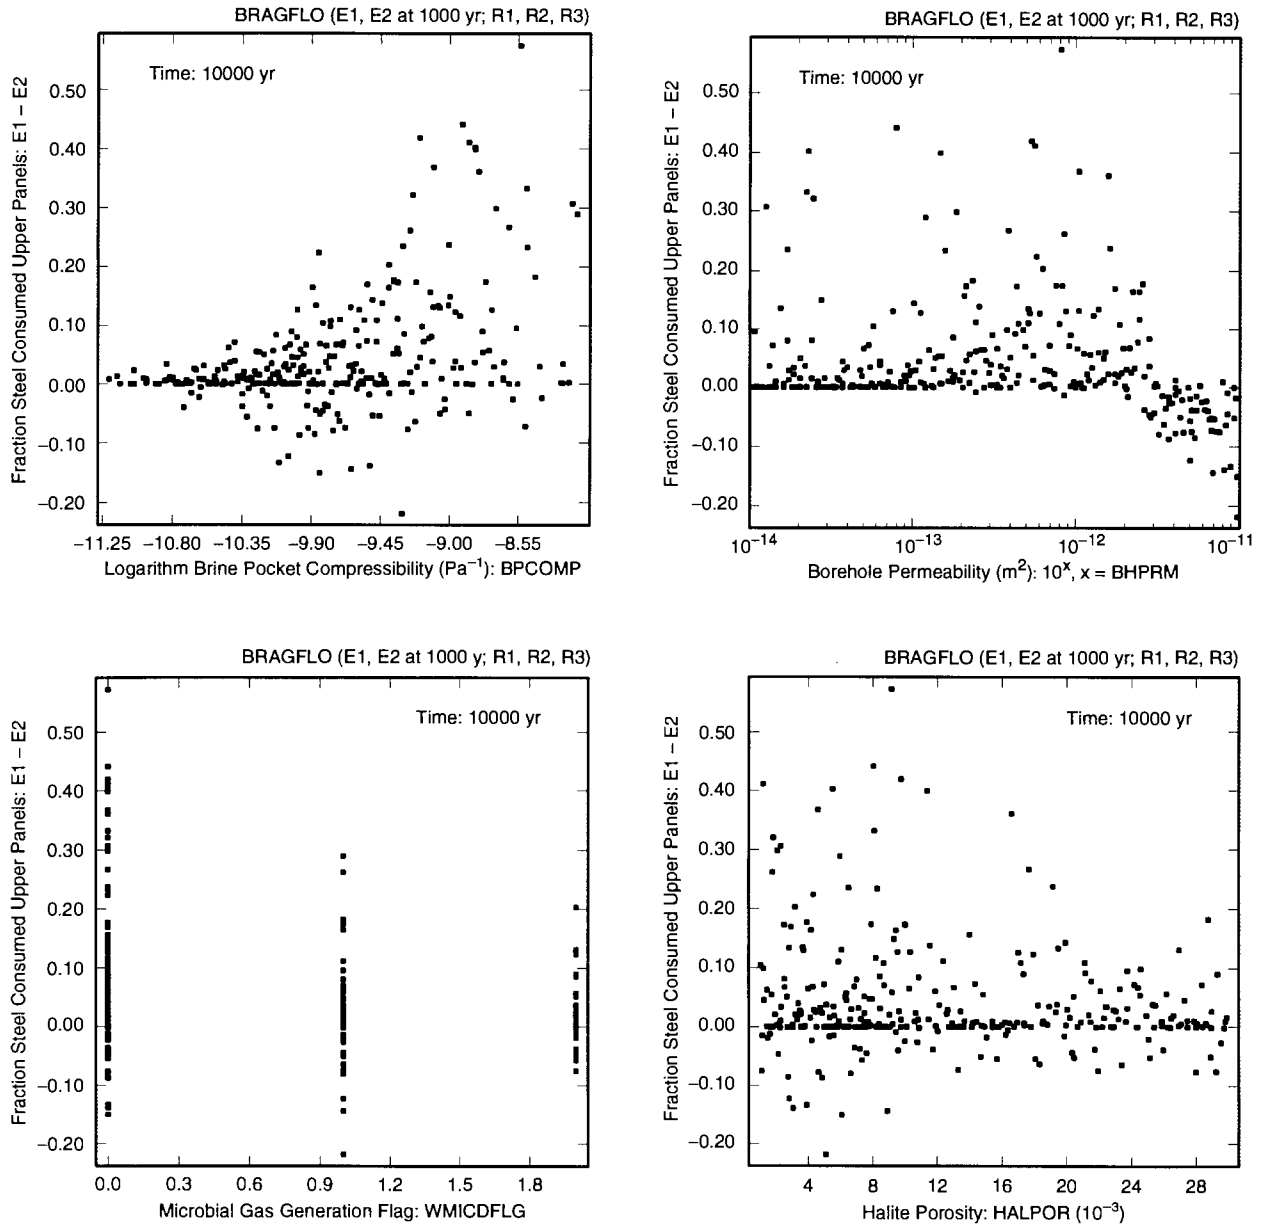 BRAGFLO (E1, E2 at 1000 yr; R1, R2, R3)
Time: 10000 yr
Fraction Steel Consumed Upper Panels: E1 – E2
0.50
0.40
0.30
0.20
0.10
0.00
–0.10
–0.20
–11.25 –10.80 –10.35 –9.90 –9.45 –9.00 –8.55
Logarithm Brine Pocket Compressibility (Pa⁻¹): BPCOMP
BRAGFLO (E1, E2 at 1000 yr; R1, R2, R3)
Time: 10000 yr
Fraction Steel Consumed Upper Panels: E1 – E2
0.50
0.40
0.30
0.20
0.10
0.00
–0.10
–0.20
10⁻¹⁴ 10⁻¹³ 10⁻¹² 10⁻¹¹
Borehole Permeability (m²): 10ˣ, x = BHPRM
BRAGFLO (E1, E2 at 1000 y; R1, R2, R3)
Time: 10000 yr
Fraction Steel Consumed Upper Panels: E1 – E2
0.50
0.40
0.30
0.20
0.10
0.00
–0.10
–0.20
0.0 0.3 0.6 0.9 1.2 1.5 1.8
Microbial Gas Generation Flag: WMICDFLG
BRAGFLO (E1, E2 at 1000 yr; R1, R2, R3)
Time: 10000 yr
Fraction Steel Consumed Upper Panels: E1 – E2
0.50
0.40
0.30
0.20
0.10
0.00
–0.10
–0.20
4 8 12 16 20 24 28
Halite Porosity: HALPOR (10⁻³)